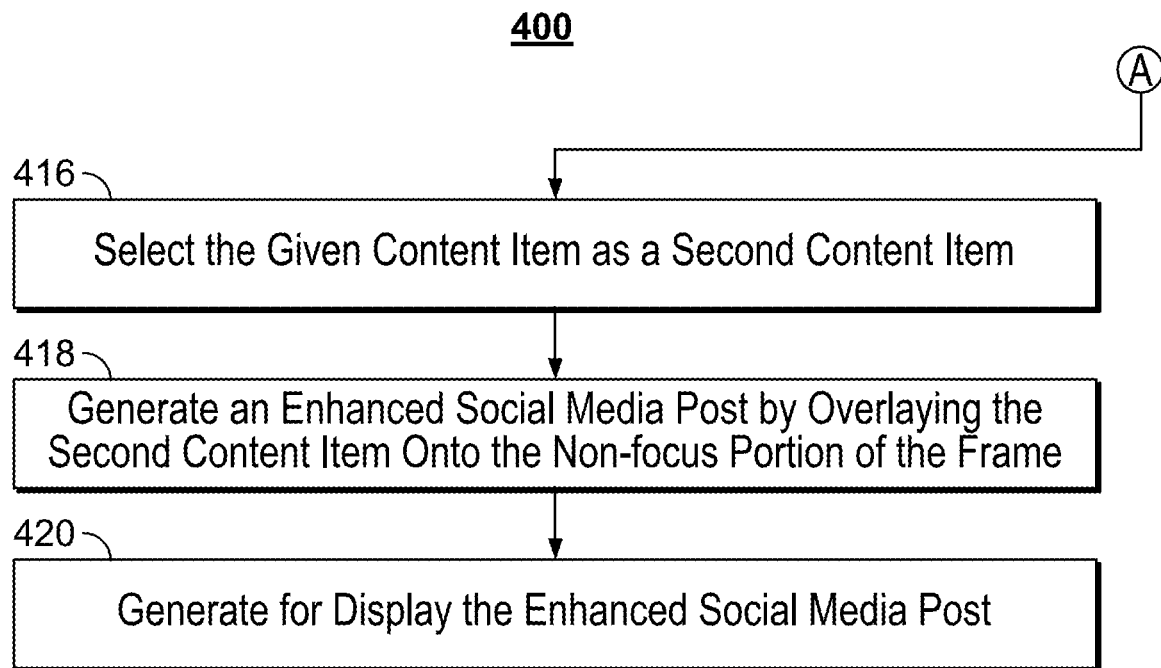 400
A
416
Select the Given Content Item as a Second Content Item
418
Generate an Enhanced Social Media Post by Overlaying the
Second Content Item Onto the Non-focus Portion of the Frame
420
Generate for Display the Enhanced Social Media Post